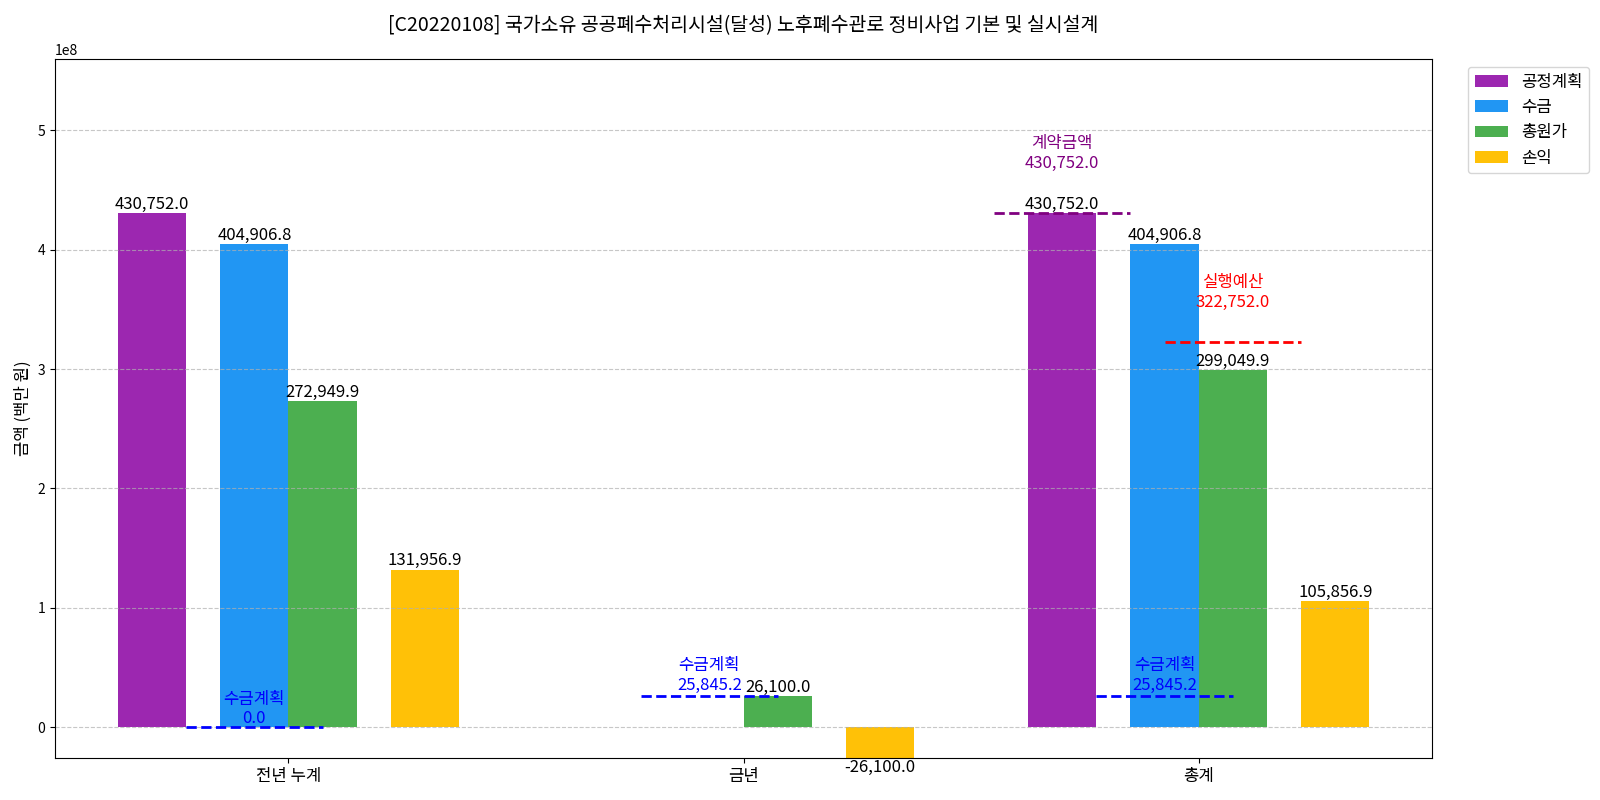 [C20220108] 국가소유 공공폐수처리시설(달성) 노후폐수관로 정비사업 기본 및 실시설계
1e8
공정계획
수금
총원가
손익
5
4
3
2
1
0
금액 (백만 원)
430,752.0
404,906.8
272,949.9
131,956.9
수금계획
0.0
수금계획
25,845.2
26,100.0
-26,100.0
계약금액
430,752.0
430,752.0
404,906.8
실행예산
322,752.0
299,049.9
105,856.9
수금계획
25,845.2
전년 누계
금년
총계